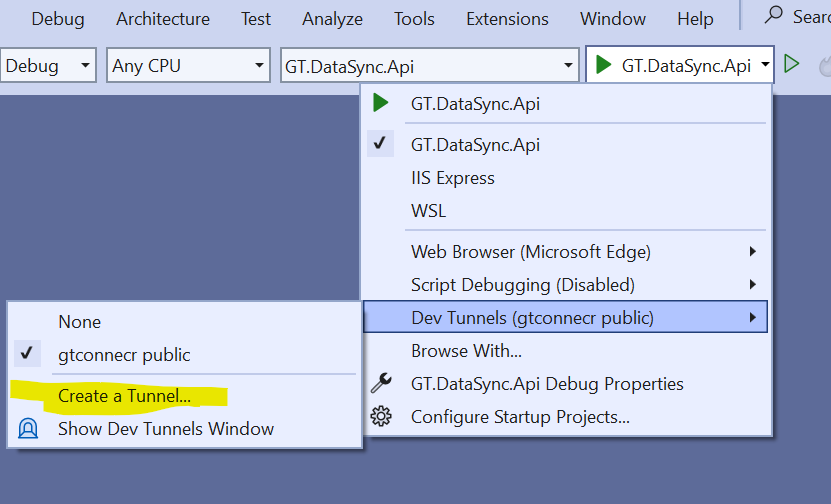 Debug Architecture Test Analyze Tools Extensions Window Help Searc
Debug Any CPU GT.DataSync.Api GT.DataSync.Api
GT.DataSync.Api
GT.DataSync.Api
IIS Express
WSL
Web Browser (Microsoft Edge)
Script Debugging (Disabled)
Dev Tunnels (gtconnecr public)
Browse With...
GT.DataSync.Api Debug Properties
Configure Startup Projects...
None
gtconnecr public
Create a Tunnel...
Show Dev Tunnels Window